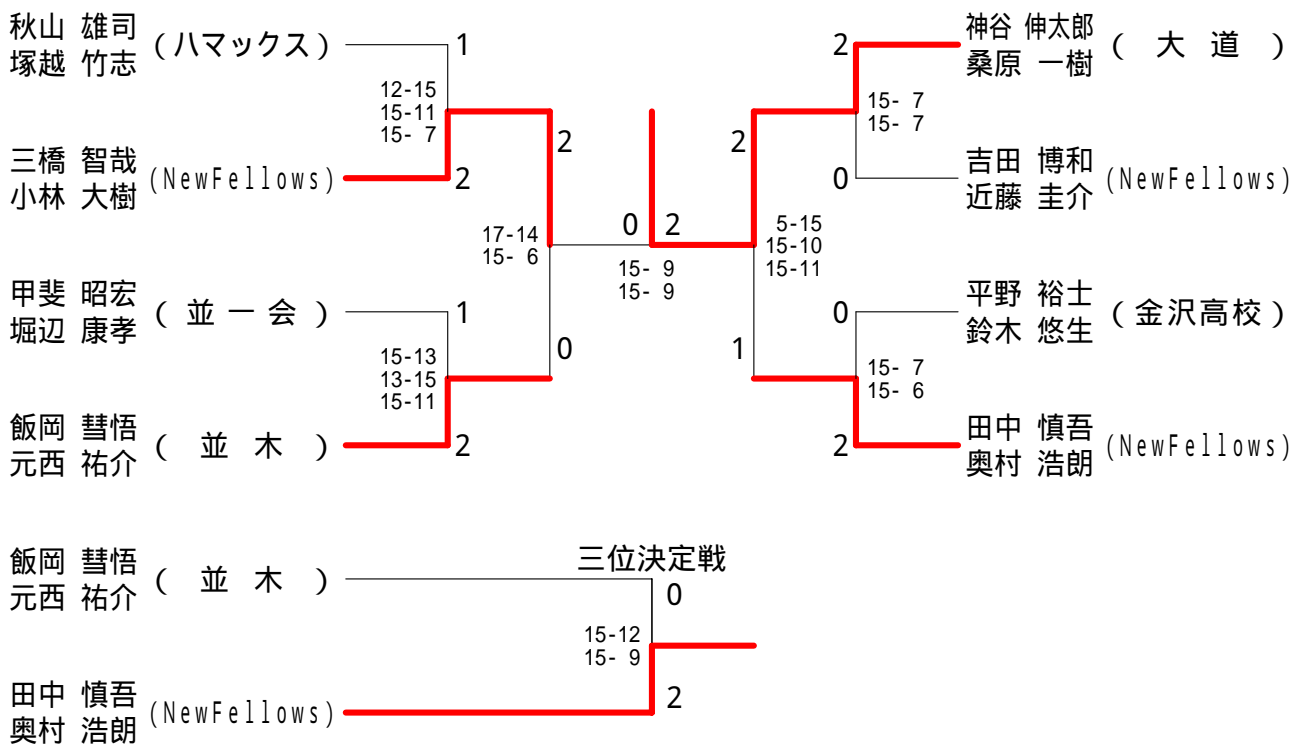 秋山 雄司
塚越 竹志
(ハマックス)
1
12-15
15-11
15- 7
三橋 智哉
小林 大樹
(NewFellows)
2
2
17-14
15- 6
甲斐 昭宏
堀辺 康孝
( 並 一 会 )
1
15-13
13-15
15-11
0
飯岡 彗悟
元西 祐介
( 並 木 )
2
0 2
15- 9
15- 9
神谷 伸太郎
桑原 一樹
( 大 道 )
2
15- 7
15- 7
2
吉田 博和
近藤 圭介
(NewFellows)
0
5-15
15-10
15-11
平野 裕士
鈴木 悠生
(金沢高校)
0
15- 7
15- 6
1
田中 慎吾
奥村 浩朗
(NewFellows)
2
三位決定戦
飯岡 彗悟
元西 祐介
( 並 木 )
0
15-12
15- 9
田中 慎吾
奥村 浩朗
(NewFellows)
2